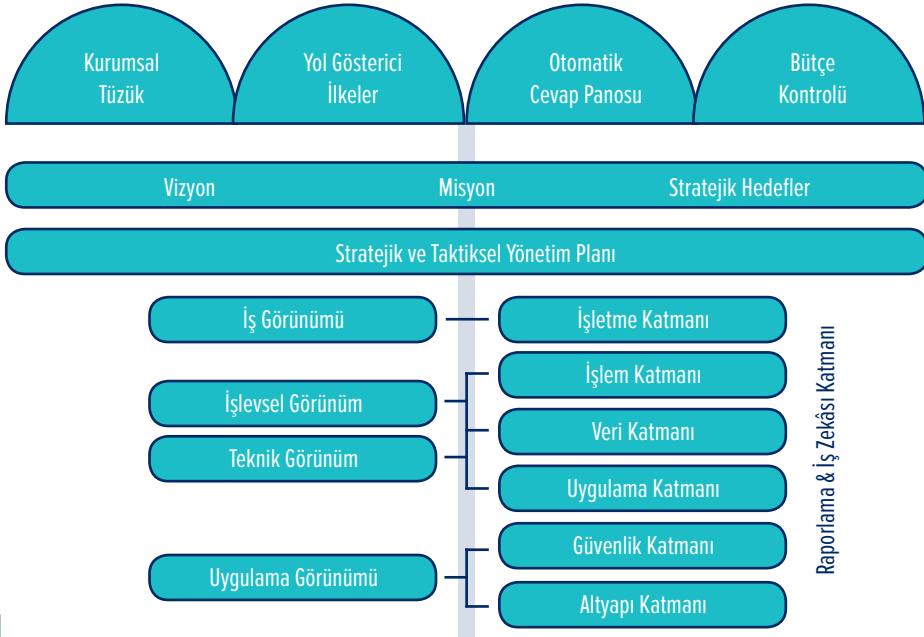 Kurumsal
Tüzük
Yol Gösterici
İlkeler
Otomatik
Cevap Panosu
Bütçe
Kontrolü
Vizyon Misyon Stratejik Hedefler
Stratejik ve Taktiksel Yönetim Planı
İş Görünümü
İşletme Katmanı
İşlevsel Görünüm
Teknik Görünüm
İşlem Katmanı
Veri Katmanı
Uygulama Katmanı
Uygulama Görünümü
Güvenlik Katmanı
Altyapı Katmanı
Raporlama & İş Zekâsı Katmanı